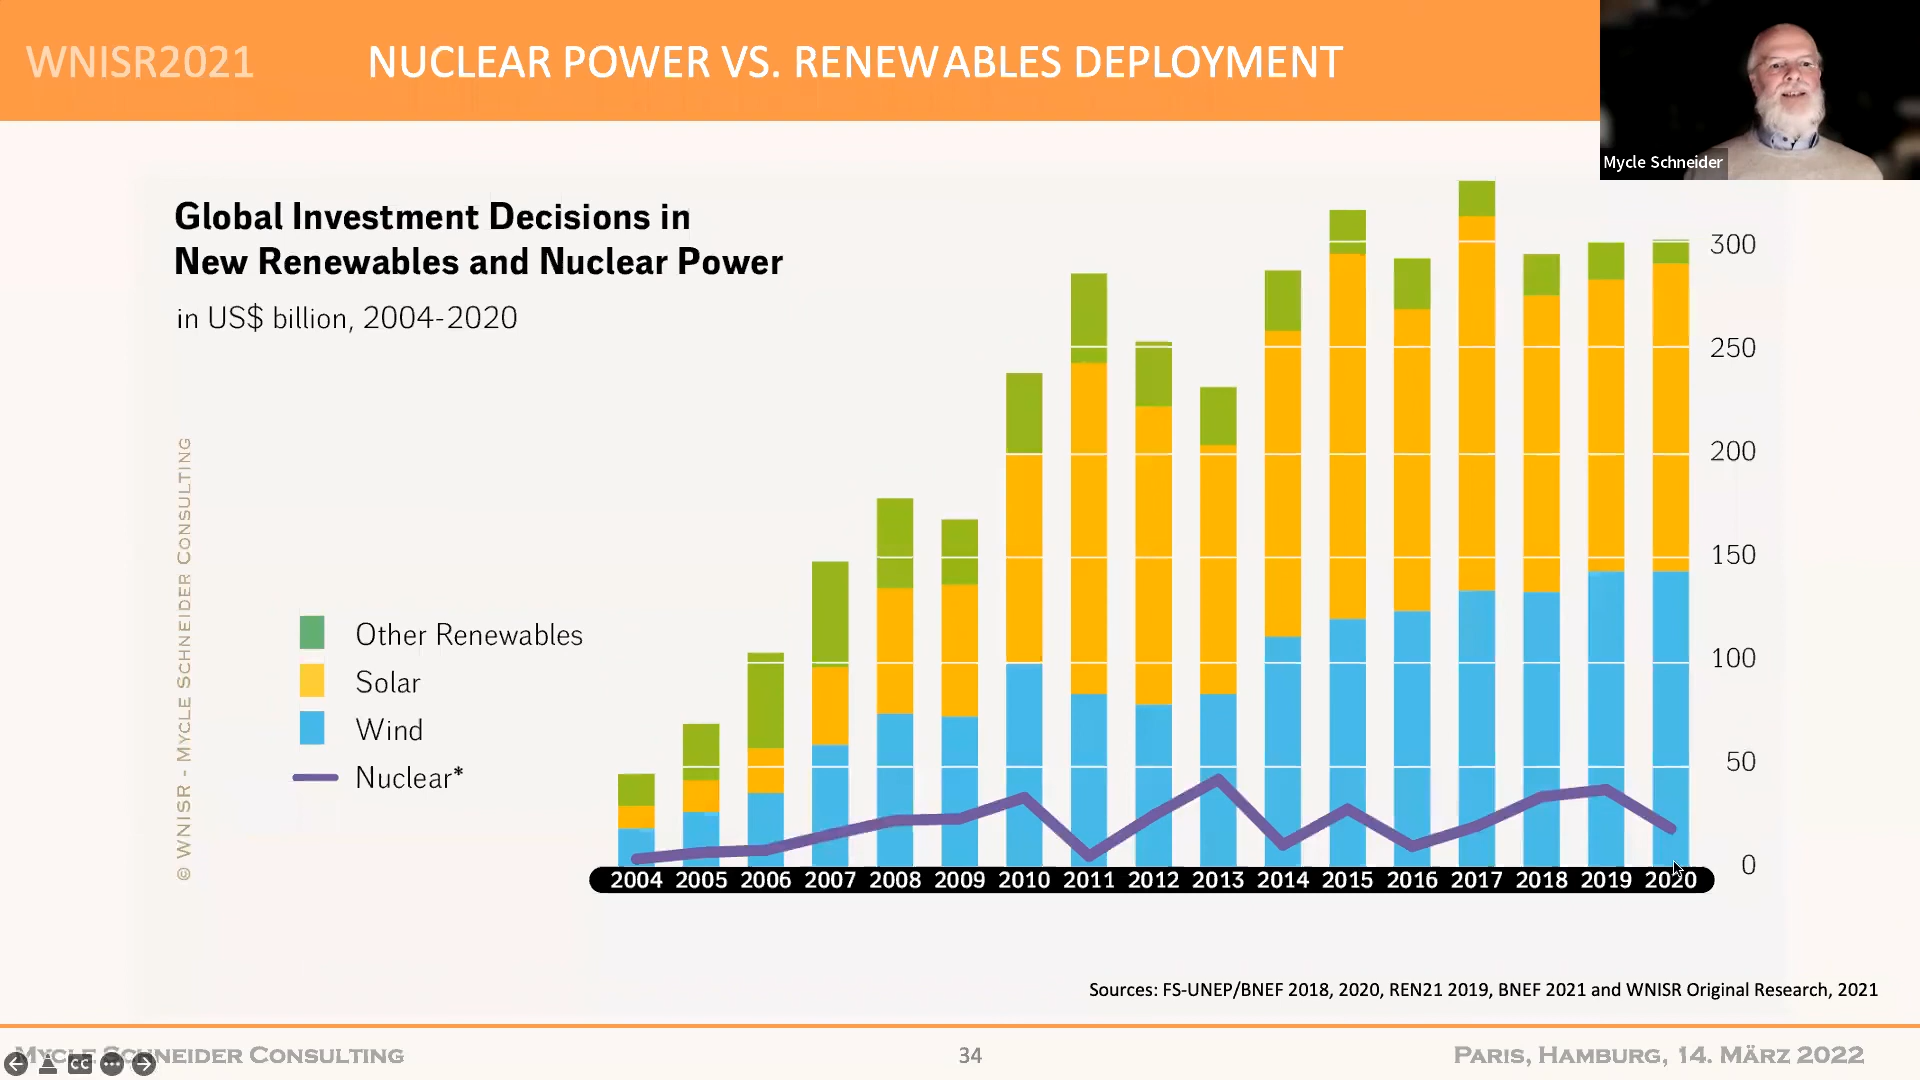 WNISR2021
NUCLEAR POWER VS. RENEWABLES DEPLOYMENT
Mycle Schneider
Global Investment Decisions in
New Renewables and Nuclear Power
in US$ billion, 2004-2020
300
250
200
150
100
50
0
© WNISR - Mycle Schneider Consulting
Other Renewables
Solar
Wind
Nuclear*
2004 2005 2006 2007 2008 2009 2010 2011 2012 2013 2014 2015 2016 2017 2018 2019 2020
Sources: FS-UNEP/BNEF 2018, 2020, REN21 2019, BNEF 2021 and WNISR Original Research, 2021
Mycle Schneider Consulting
CC
34
Paris, Hamburg, 14. März 2022